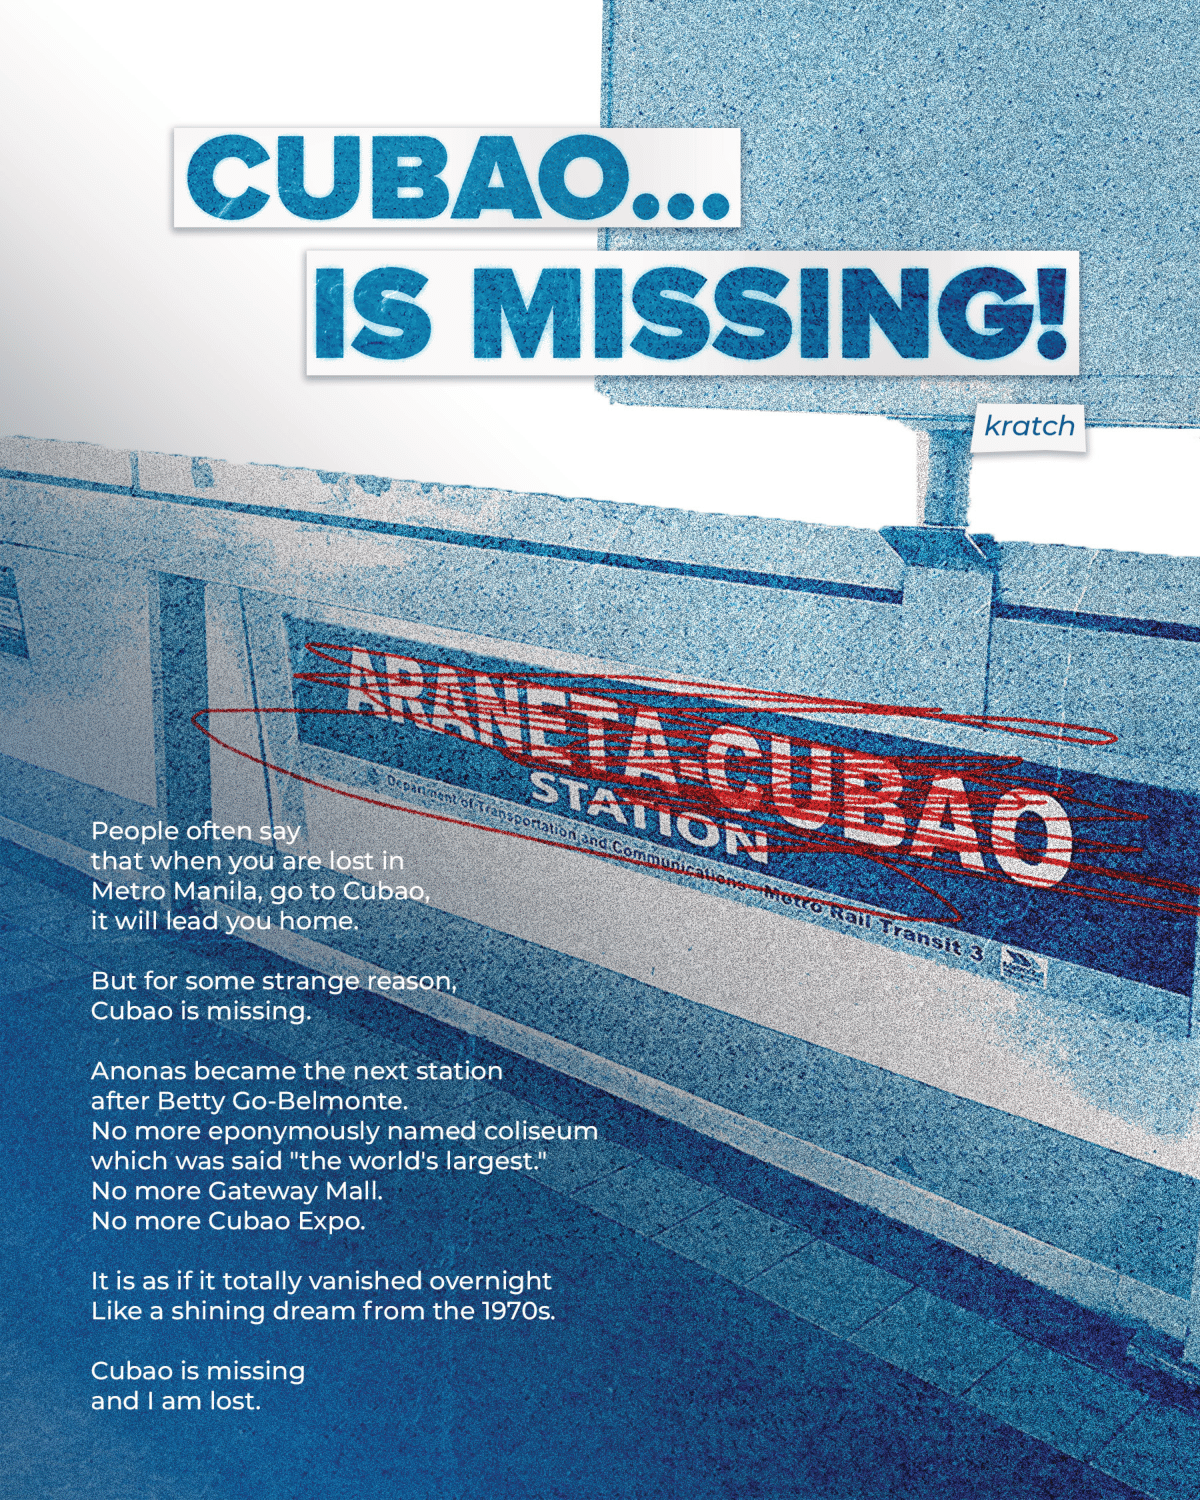 CUBAO...
IS MISSING!
kratch
ARANETA-CUBAO
STATION
Department of Transportation and Communications - Metro Rail Transit 3
People often say
that when you are lost in
Metro Manila, go to Cubao,
it will lead you home.
But for some strange reason,
Cubao is missing.
Anonas became the next station
after Betty Go-Belmonte.
No more eponymously named coliseum
which was said "the world's largest."
No more Gateway Mall.
No more Cubao Expo.
It is as if it totally vanished overnight
Like a shining dream from the 1970s.
Cubao is missing
and I am lost.